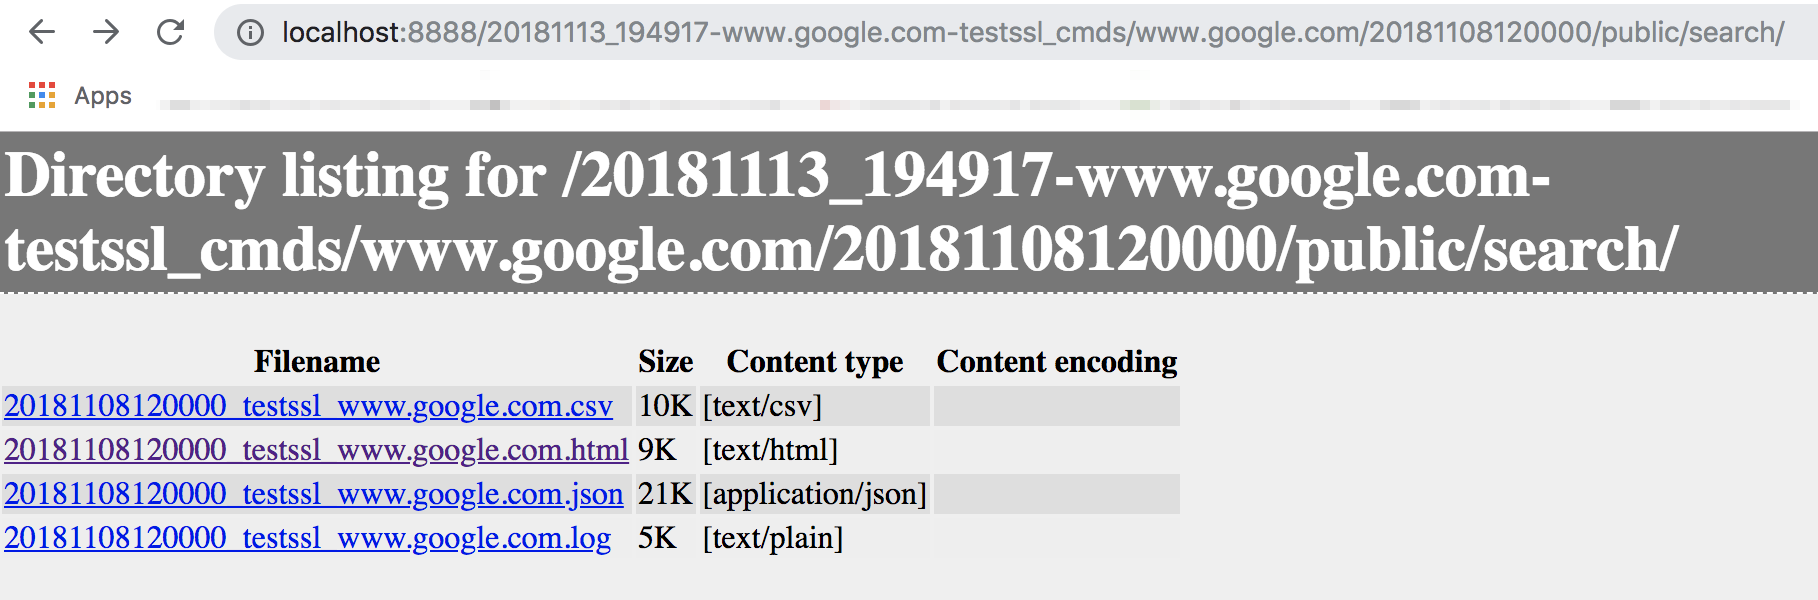 localhost:8888/20181113_194917-www.google.com-testssl_cmds/www.google.com/20181108120000/public/search/
Apps
Directory listing for /20181113_194917-www.google.com-
testssl_cmds/www.google.com/20181108120000/public/search/
Filename Size Content type Content encoding
20181108120000_testssl_www.google.com.csv 10K [text/csv]
20181108120000_testssl_www.google.com.html 9K [text/html]
20181108120000_testssl_www.google.com.json 21K [application/json]
20181108120000_testssl_www.google.com.log 5K [text/plain]